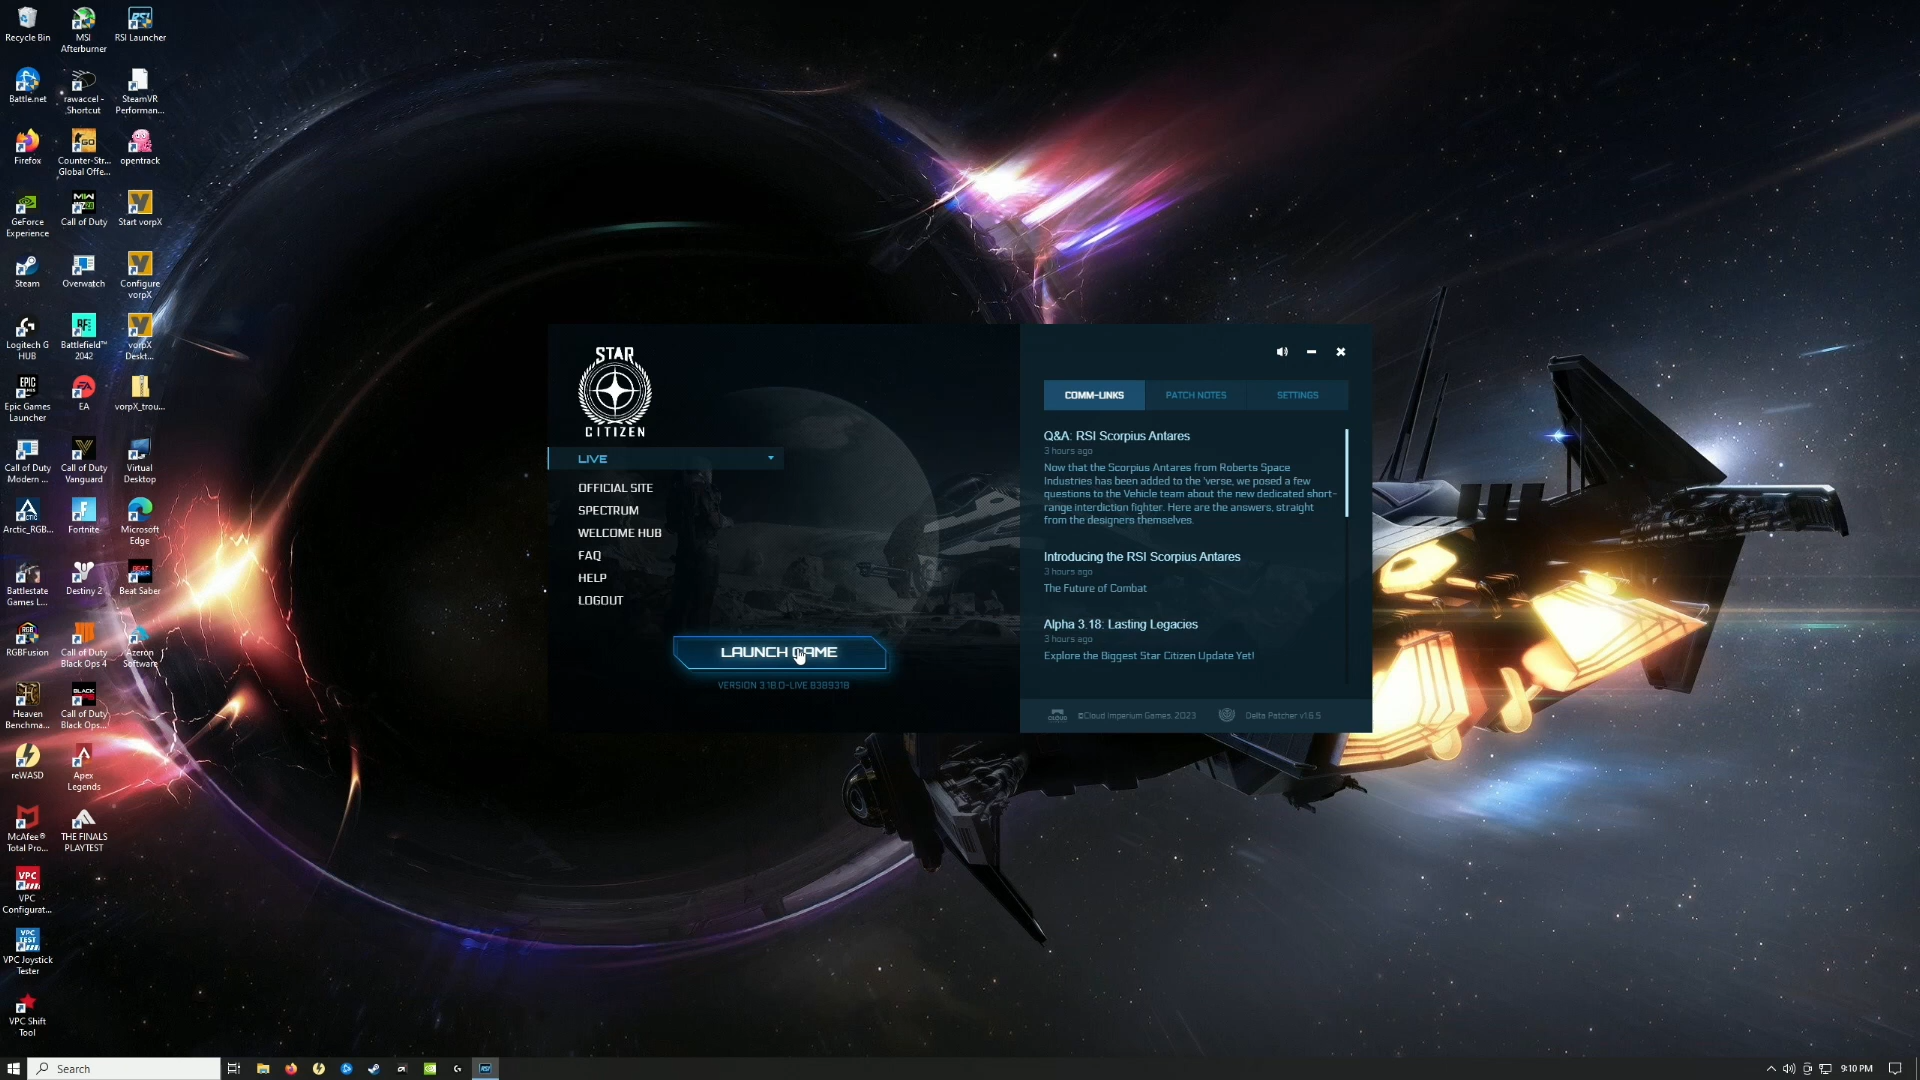 Recycle Bin
MSI
Afterburner
RSI Launcher
Battle.net
rawaccel -
Shortcut
SteamVR
Performan...
Firefox
Counter-Str...
Global Offe...
opentrack
GeForce
Experience
Call of Duty
Start vorpX
Steam
Overwatch
Configure
vorpX
Logitech G
HUB
Battlefield™
2042
vorpX
Deskt...
Epic Games
Launcher
EA
vorpX_trou...
Call of Duty
Modern ...
Call of Duty
Vanguard
Virtual
Desktop
Arctic_RGB...
Fortnite
Microsoft
Edge
Battlestate
Games L...
Destiny 2
Beat Saber
RGBFusion
Call of Duty
Black Ops 4
Azeron
Software
Heaven
Benchma...
Call of Duty
Black Ops...
reWASD
Apex
Legends
McAfee®
Total Pro...
THE FINALS
PLAYTEST
VPC
Configurat...
VPC Joystick
Tester
VPC Shift
Tool
STAR
CITIZEN
LIVE
OFFICIAL SITE
SPECTRUM
WELCOME HUB
FAQ
HELP
LOGOUT
LAUNCH GAME
VERSION 3.18.0-LIVE.8389318
COMM-LINKS
PATCH NOTES
SETTINGS
Q&A: RSI Scorpius Antares
3 hours ago
Now that the Scorpius Antares from Roberts Space
Industries has been added to the 'verse, we posed a few
questions to the Vehicle team about the new dedicated short-
range interdiction fighter. Here are the answers, straight
from the designers themselves.
Introducing the RSI Scorpius Antares
3 hours ago
The Future of Combat
Alpha 3.18: Lasting Legacies
3 hours ago
Explore the Biggest Star Citizen Update Yet!
©Cloud Imperium Games, 2023
Delta Patcher v1.6.5
Search
9:10 PM